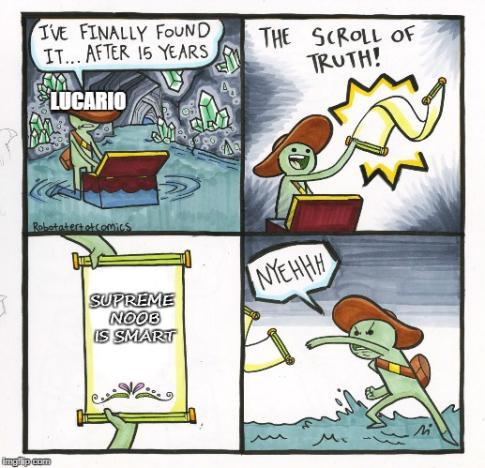 I'VE FINALLY FOUND
IT... AFTER 15 YEARS
LUCARIO
Robotatertotcomics
THE SCROLL OF
TRUTH!
SUPREME
NOOB
IS SMART
NYEHHH
imgflip.com